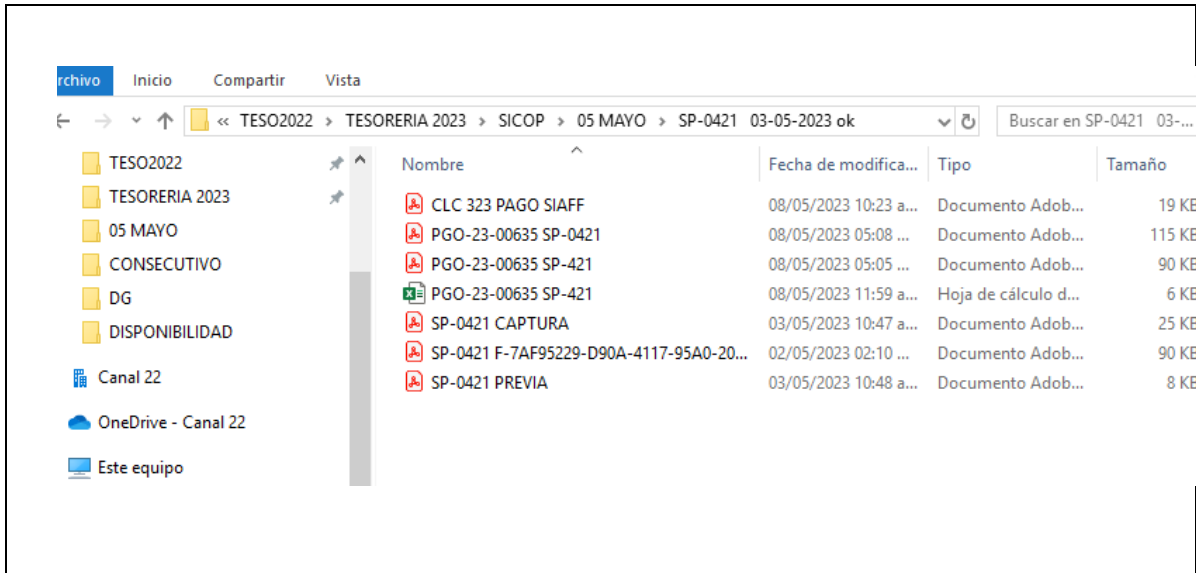 rchivo Inicio Compartir Vista
« TESO2022 > TESORERIA 2023 > SICOP > 05 MAYO > SP-0421 03-05-2023 ok Buscar en SP-0421 03-...
TESO2022
TESORERIA 2023
05 MAYO
CONSECUTIVO
DG
DISPONIBILIDAD
Canal 22
OneDrive - Canal 22
Este equipo
Nombre Fecha de modifica... Tipo Tamaño
CLC 323 PAGO SIAFF 08/05/2023 10:23 a... Documento Adob... 19 KB
PGO-23-00635 SP-0421 08/05/2023 05:08 ... Documento Adob... 115 KB
PGO-23-00635 SP-421 08/05/2023 05:05 ... Documento Adob... 90 KB
PGO-23-00635 SP-421 08/05/2023 11:59 a... Hoja de cálculo d... 6 KB
SP-0421 CAPTURA 03/05/2023 10:47 a... Documento Adob... 25 KB
SP-0421 F-7AF95229-D90A-4117-95A0-20... 02/05/2023 02:10 ... Documento Adob... 90 KB
SP-0421 PREVIA 03/05/2023 10:48 a... Documento Adob... 8 KB